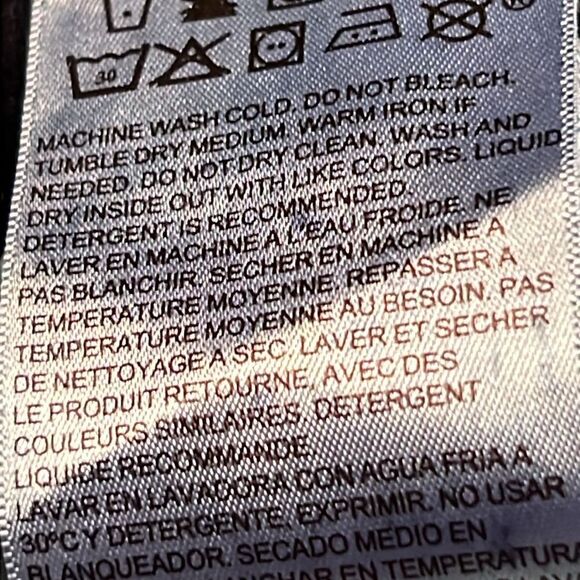 ®
30
MACHINE WASH COLD. DO NOT BLEACH.
TUMBLE DRY MEDIUM. WARM IRON IF
NEEDED. DO NOT DRY CLEAN. WASH AND
DRY INSIDE OUT WITH LIKE COLORS. LIQUID
DETERGENT IS RECOMMENDED.
LAVER EN MACHINE A L'EAU FROIDE. NE
PAS BLANCHIR. SECHER EN MACHINE A
TEMPERATURE MOYENNE. REPASSER A
TEMPERATURE MOYENNE AU BESOIN. PAS
DE NETTOYAGE A SEC. LAVER ET SECHER
LE PRODUIT RETOURNE, AVEC DES
COULEURS SIMILAIRES. DETERGENT
LIQUIDE RECOMMANDE
LAVAR EN LAVADORA CON AGUA FRIA A
30ºC Y DETERGENTE. EXPRIMIR. NO USAR
BLANQUEADOR. SECADO MEDIO EN
EN TEMPERATURA